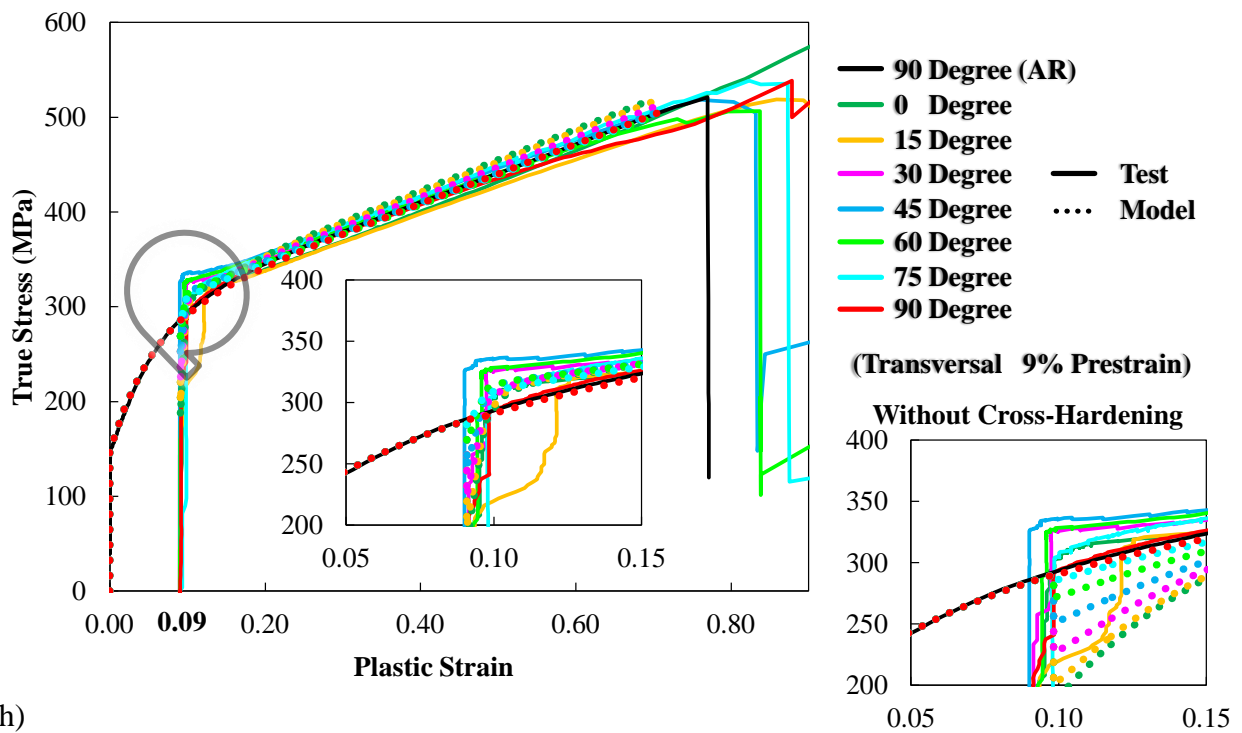 600
500
400
300
200
100
0
True Stress (MPa)
0.00 0.09 0.20 0.40 0.60 0.80
Plastic Strain
400
350
300
250
200
0.05 0.10 0.15
90 Degree (AR)
0 Degree
15 Degree
30 Degree
45 Degree
60 Degree
75 Degree
90 Degree
Test
Model
(Transversal 9% Prestrain)
Without Cross-Hardening
400
350
300
250
200
0.05 0.10 0.15
h)